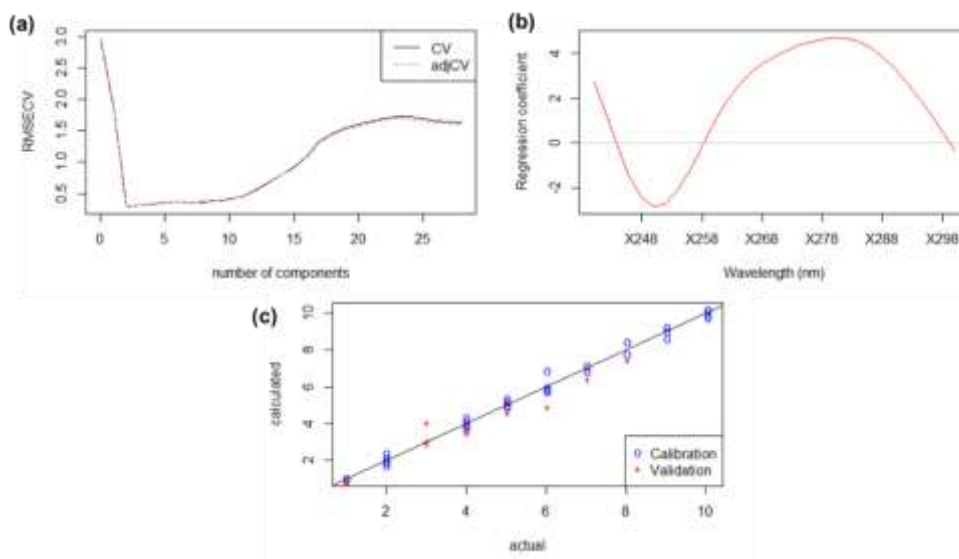 (a)
3.0
2.5
2.0
1.5
1.0
0.5
RMSECV
CV
adjCV
0 5 10 15 20 25
number of components
(b)
4
2
0
-2
Regression coefficient
X248 X258 X268 X278 X288 X298
Wavelength (nm)
(c)
10
8
6
4
2
calculated
Calibration
Validation
2 4 6 8 10
actual